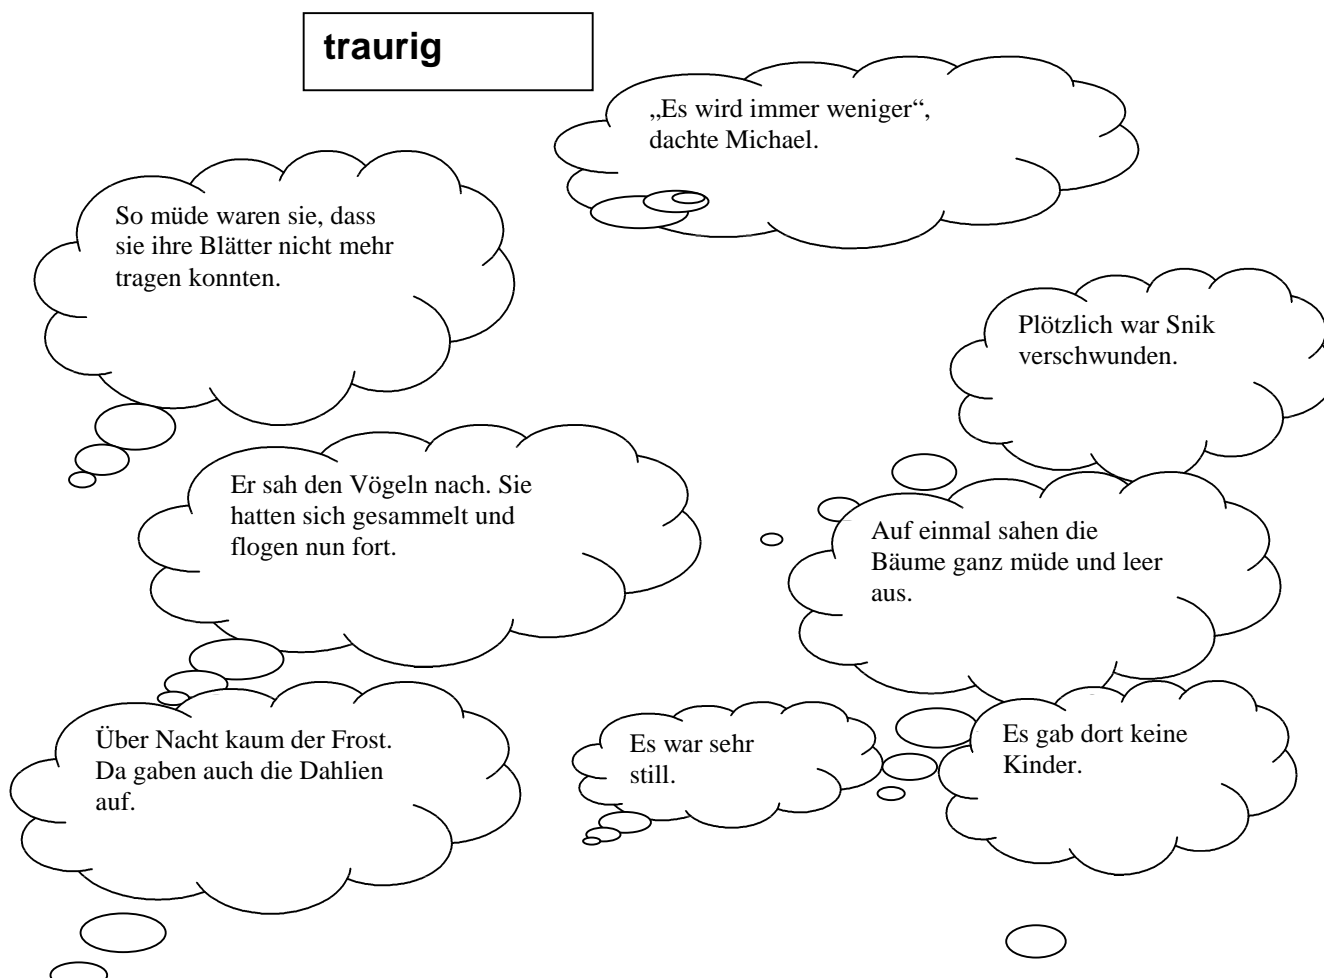 traurig
„Es wird immer weniger“,
dachte Michael.
So müde waren sie, dass
sie ihre Blätter nicht mehr
tragen konnten.
Plötzlich war Snik
verschwunden.
Er sah den Vögeln nach. Sie
hatten sich gesammelt und
flogen nun fort.
Auf einmal sahen die
Bäume ganz müde und leer
aus.
Über Nacht kaum der Frost.
Da gaben auch die Dahlien
auf.
Es war sehr
still.
Es gab dort keine
Kinder.